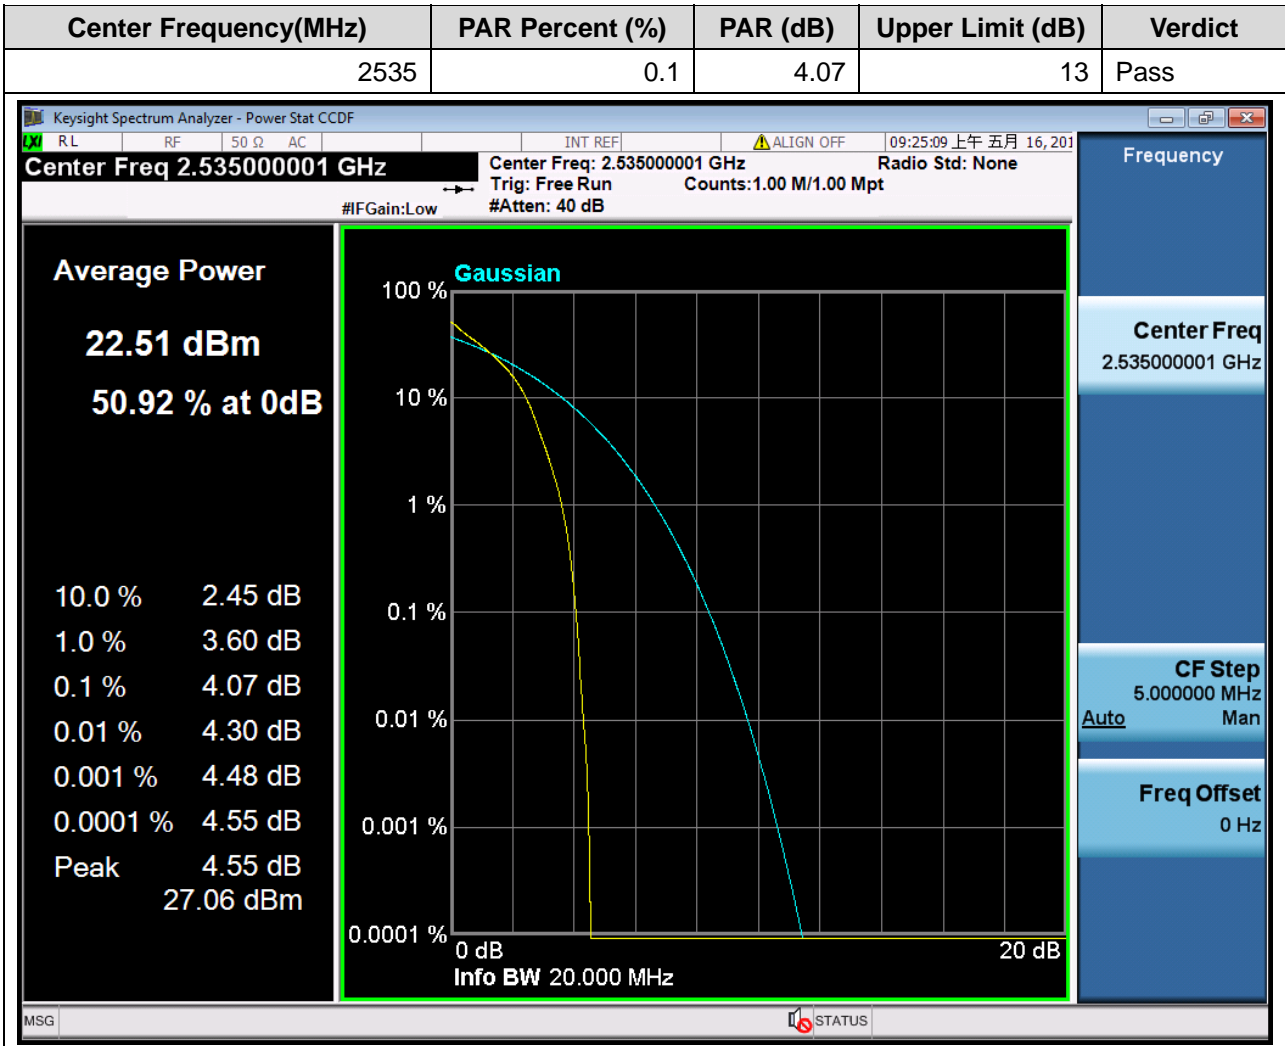 Center Frequency(MHz) PAR Percent (%) PAR (dB) Upper Limit (dB) Verdict
2535 0.1 4.07 13 Pass
Keysight Spectrum Analyzer - Power Stat CCDF
LXI RL RF 50 Ω AC INT REF ALIGN OFF 09:25:09 上午 五月 16, 201
Center Freq 2.535000001 GHz
Center Freq: 2.535000001 GHz Radio Std: None
Trig: Free Run Counts:1.00 M/1.00 Mpt
#IFGain:Low #Atten: 40 dB
Average Power
22.51 dBm
50.92 % at 0dB
10.0 % 2.45 dB
1.0 % 3.60 dB
0.1 % 4.07 dB
0.01 % 4.30 dB
0.001 % 4.48 dB
0.0001 % 4.55 dB
Peak 4.55 dB
27.06 dBm
Gaussian
100 %
10 %
1 %
0.1 %
0.01 %
0.001 %
0.0001 %
0 dB 20 dB
Info BW 20.000 MHz
Frequency
Center Freq
2.535000001 GHz
CF Step
5.000000 MHz
Auto Man
Freq Offset
0 Hz
MSG STATUS